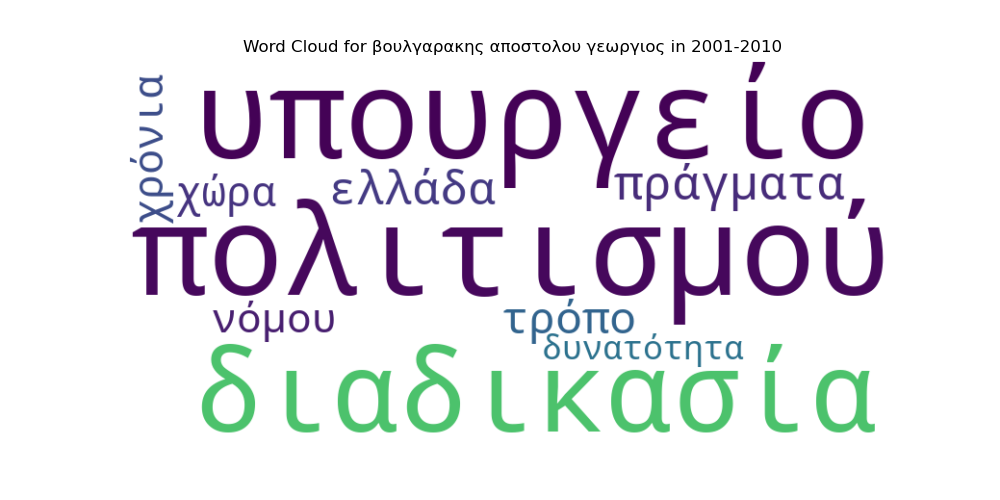 Word Cloud for βουλγαρακης αποστολου γεωργιος in 2001-2010
χρόνια
υπουργείο
χώρα
ελλάδα
πράγματα
πολιτισμού
νόμου
τρόπο
δυνατότητα
διαδικασία